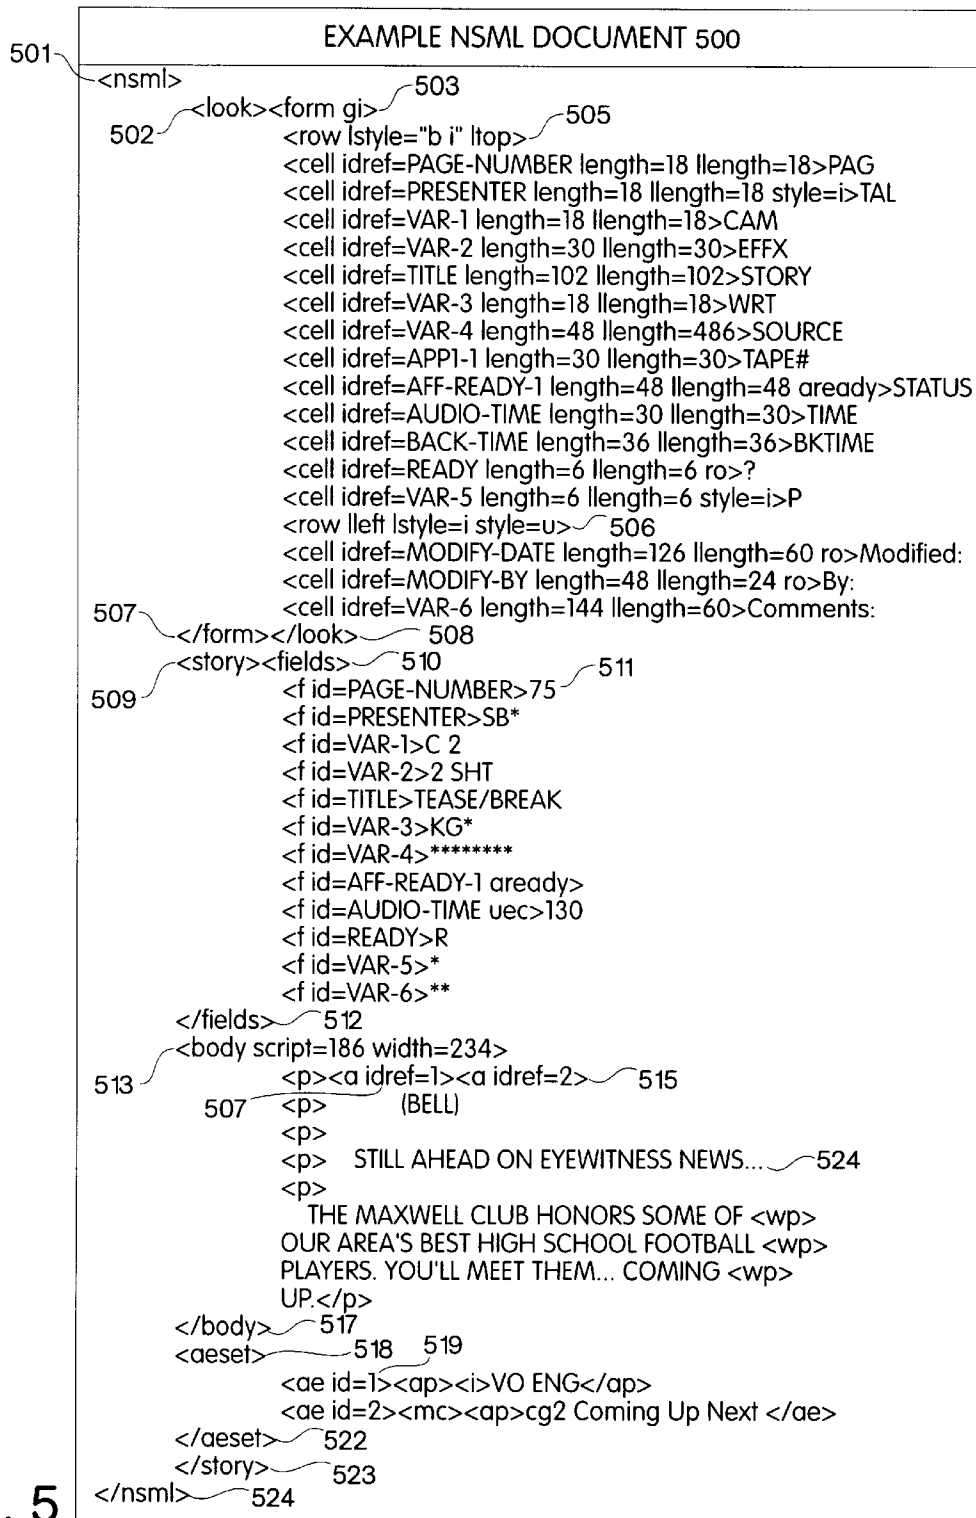 EXAMPLE NSML DOCUMENT 500
501
<nsml>
503
<look><form gi>
502
505
<row lstyle="b i" ltop>
<cell idref=PAGE-NUMBER length=18 llength=18>PAG
<cell idref=PRESENTER length=18 llength=18 style=i>TAL
<cell idref=VAR-1 length=18 llength=18>CAM
<cell idref=VAR-2 length=30 llength=30>EFFX
<cell idref=TITLE length=102 length=102>STORY
<cell idref=VAR-3 length=18 llength=18>WRT
<cell idref=VAR-4 length=48 llength=486>SOURCE
<cell idref=APP1-1 length=30 llength=30>TAPE#
<cell idref=AFF-READY-1 length=48 llength=48 aready>STATUS
<cell idref=AUDIO-TIME length=30 llength=30>TIME
<cell idref=BACK-TIME length=36 llength=36>BKTIME
<cell idref=READY length=6 llength=6 ro>?
<cell idref=VAR-5 length=6 llength=6 style=i>P
<row lleft lstyle=i style=u> 506
<cell idref=MODIFY-DATE length=126 llength=60 ro>Modified:
<cell idref=MODIFY-BY length=48 llength=24 ro>By:
<cell idref=VAR-6 length=144 llength=60>Comments:
507
</form></look> 508
<story><fields> 510
509
<f id=PAGE-NUMBER>75 511
<f id=PRESENTER>SB*
<f id=VAR-1>C 2
<f id=VAR-2>2 SHT
<f id=TITLE>TEASE/BREAK
<f id=VAR-3>KG*
<f id=VAR-4>********
<f id=AFF-READY-1 aready>
<f id=AUDIO-TIME uec>130
<f id=READY>R
<f id=VAR-5>*
<f id=VAR-6>**
</fields> 512
<body script=186 width=234>
513
<p><a idref=1><a idref=2> 515
507 <p> (BELL)
<p>
<p> STILL AHEAD ON EYEWITNESS NEWS... 524
<p>
THE MAXWELL CLUB HONORS SOME OF <wp>
OUR AREA'S BEST HIGH SCHOOL FOOTBALL <wp>
PLAYERS. YOU'LL MEET THEM... COMING <wp>
UP.</p>
</body> 517
<aeset> 518 519
<ae id=1><ap><i>VO ENG</ap>
<ae id=2><mc><ap>cg2 Coming Up Next </ae>
</aeset> 522
</story> 523
</nsml> 524
. 5